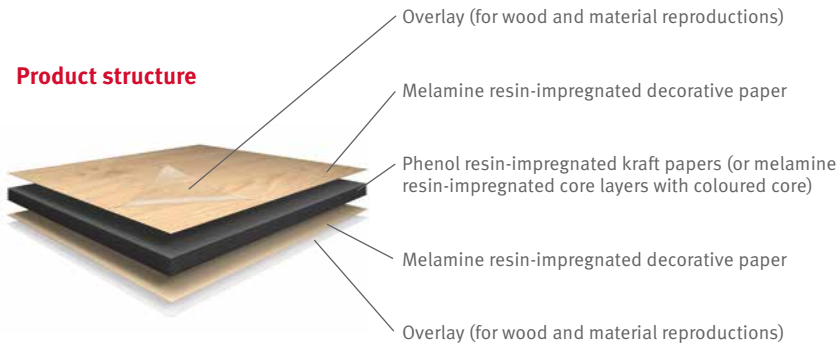 Overlay (for wood and material reproductions)
Product structure
Melamine resin-impregnated decorative paper
Phenol resin-impregnated kraft papers (or melamine
resin-impregnated core layers with coloured core)
Melamine resin-impregnated decorative paper
Overlay (for wood and material reproductions)